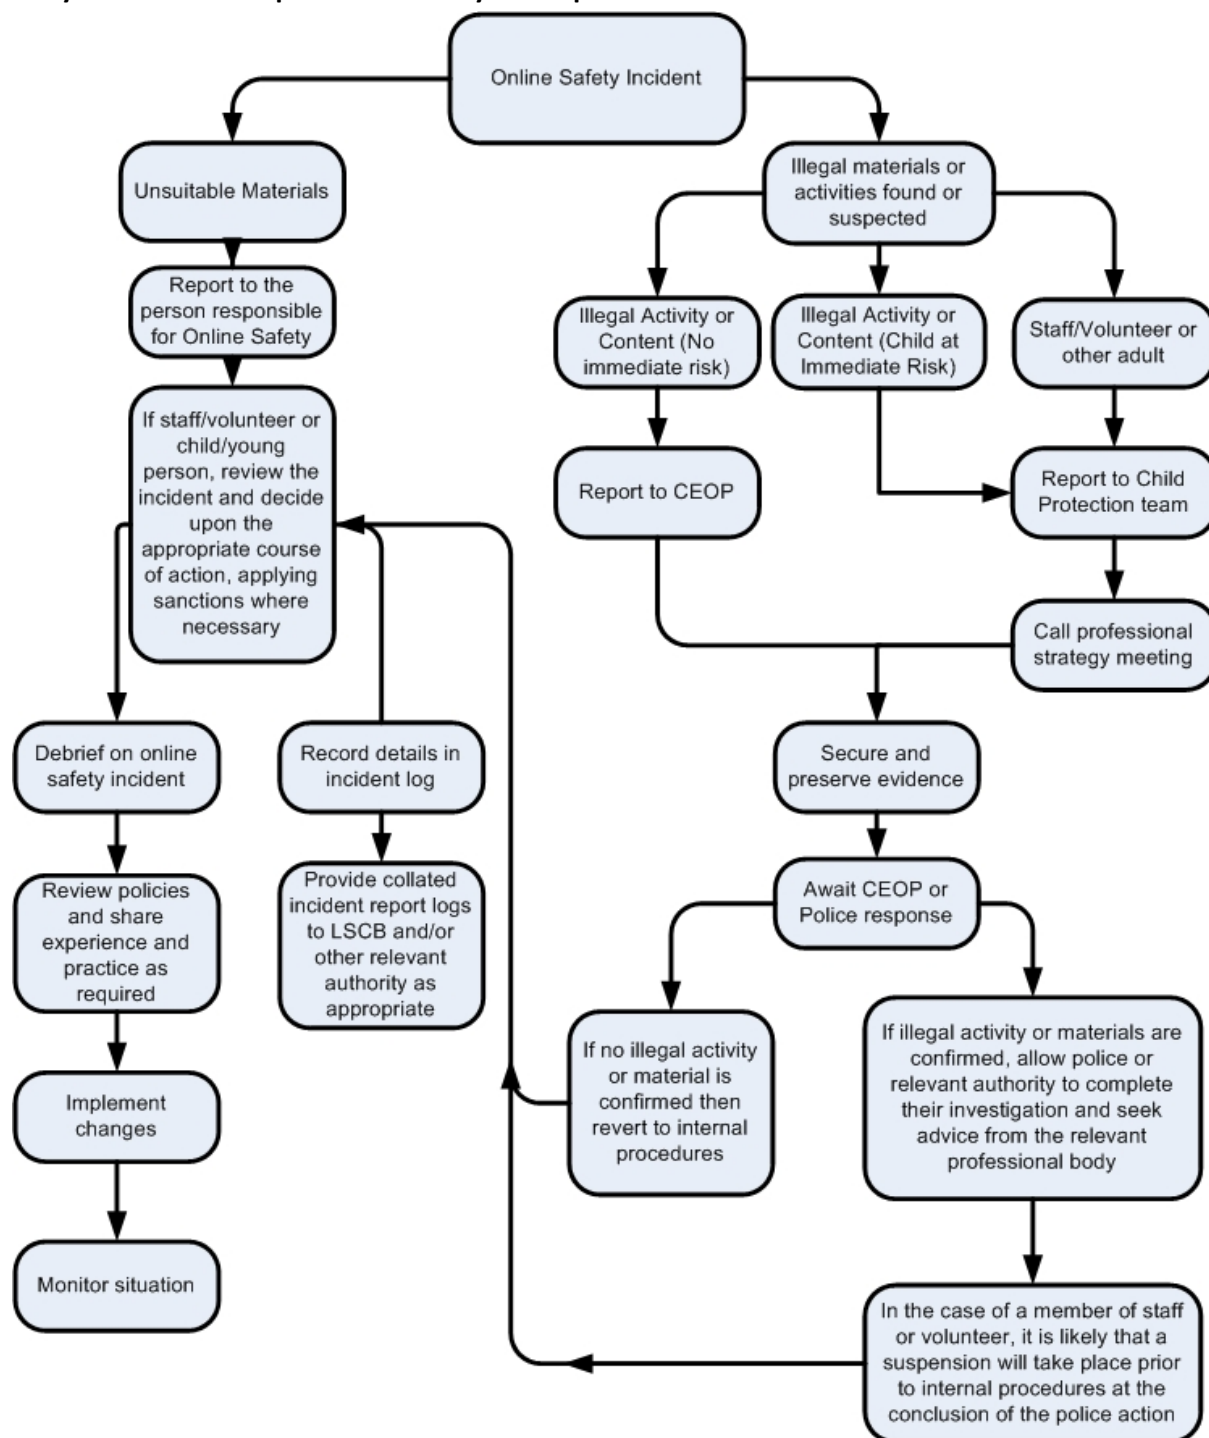 Online Safety Incident
Unsuitable Materials
Report to the
person responsible
for Online Safety
If staff/volunteer or
child/young
person, review the
incident and decide
upon the
appropriate course
of action, applying
sanctions where
necessary
Debrief on online
safety incident
Review policies
and share
experience and
practice as
required
Implement
changes
Monitor situation
Record details in
incident log
Provide collated
incident report logs
to LSCB and/or
other relevant
authority as
appropriate
Illegal materials or
activities found or
suspected
Illegal Activity or
Content (No
immediate risk)
Illegal Activity or
Content (Child at
Immediate Risk)
Staff/Volunteer or
other adult
Report to CEOP
Report to Child
Protection team
Call professional
strategy meeting
Secure and
preserve evidence
Await CEOP or
Police response
If no illegal activity
or material is
confirmed then
revert to internal
procedures
If illegal activity or materials are
confirmed, allow police or
relevant authority to complete
their investigation and seek
advice from the relevant
professional body
In the case of a member of staff
or volunteer, it is likely that a
suspension will take place prior
to internal procedures at the
conclusion of the police action